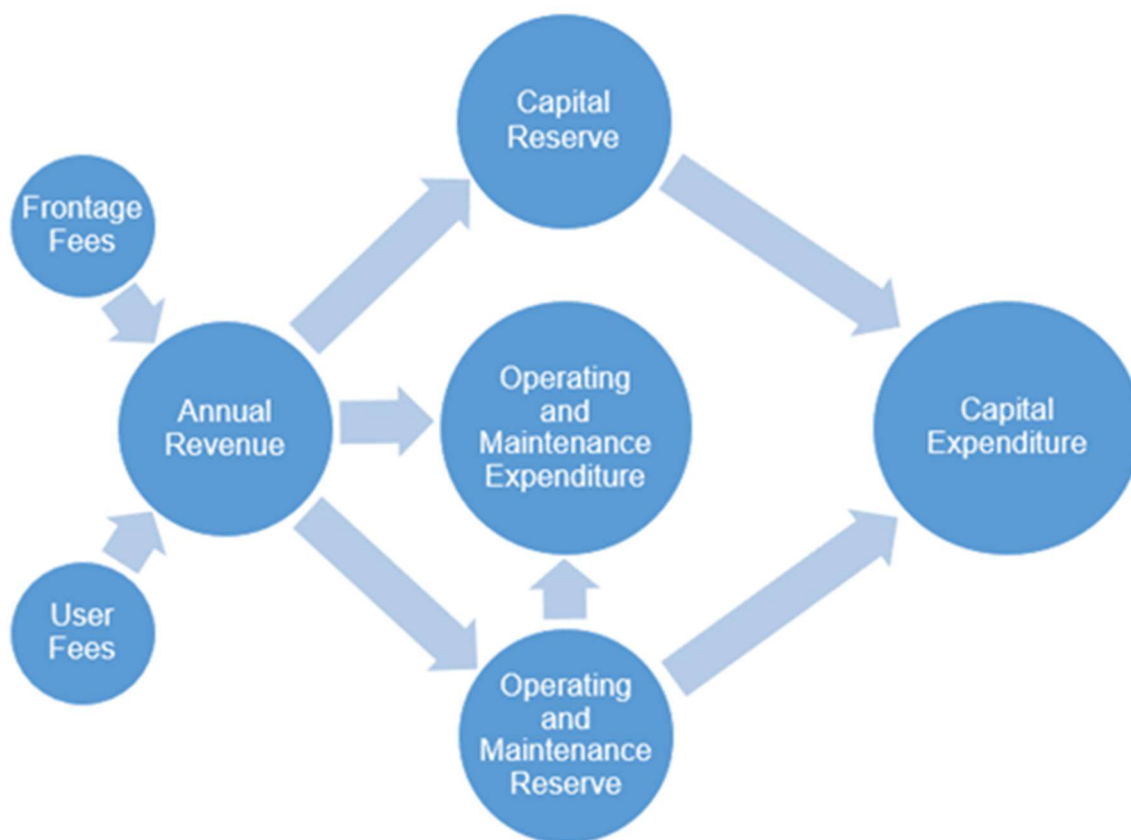 Capital
Reserve
Frontage
Fees
Annual
Revenue
Operating
and
Maintenance
Expenditure
Capital
Expenditure
User
Fees
Operating
and
Maintenance
Reserve